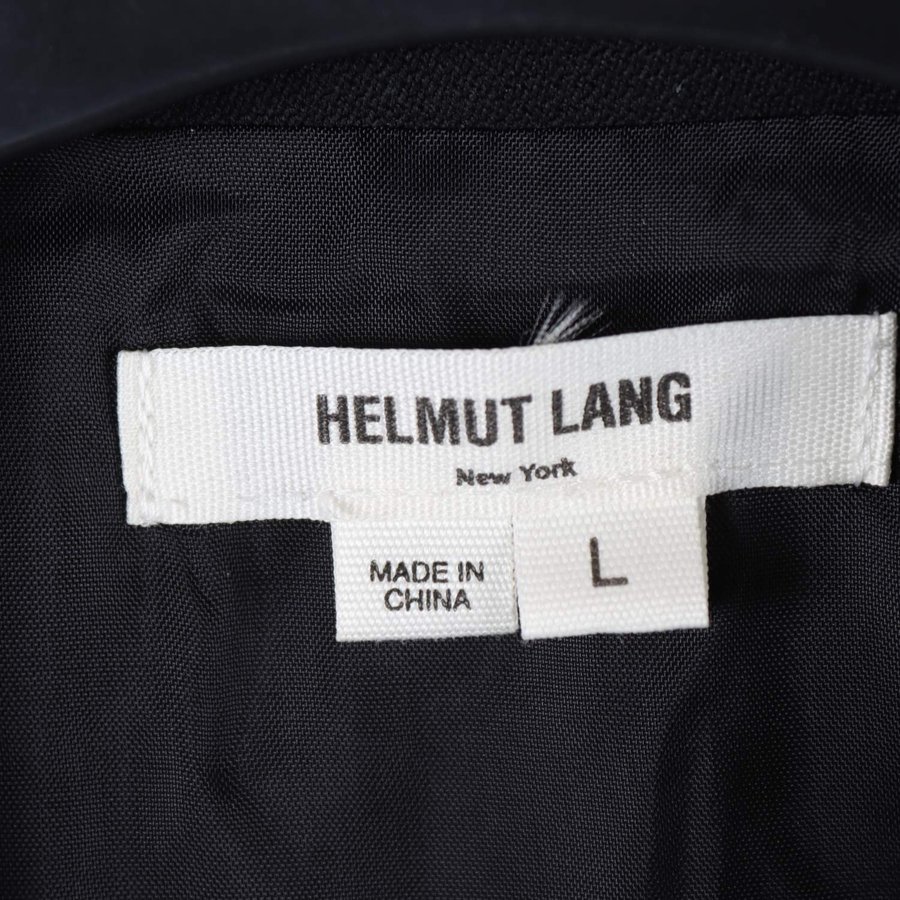 HELMUT LANG
New York
MADE IN
CHINA
L